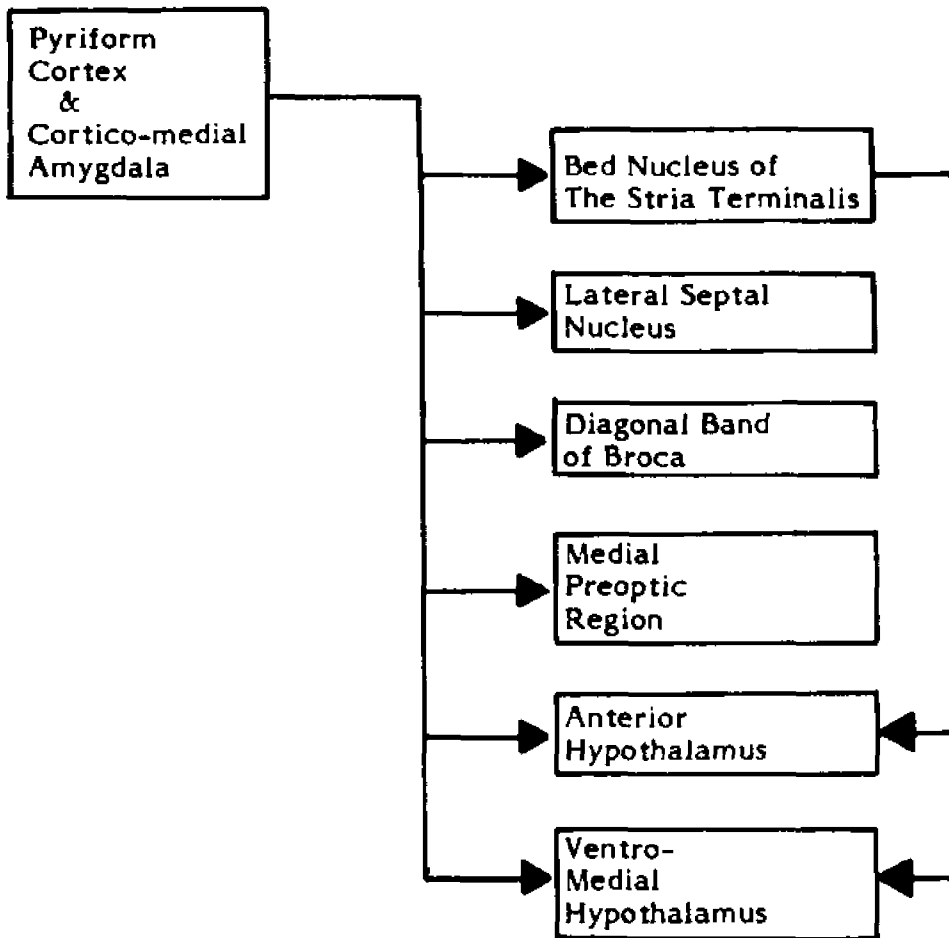 Pyriform
Cortex
&
Cortico-medial
Amygdala
Bed Nucleus of
The Stria Terminalis
Lateral Septal
Nucleus
Diagonal Band
of Broca
Medial
Preoptic
Region
Anterior
Hypothalamus
Ventro-
Medial
Hypothalamus